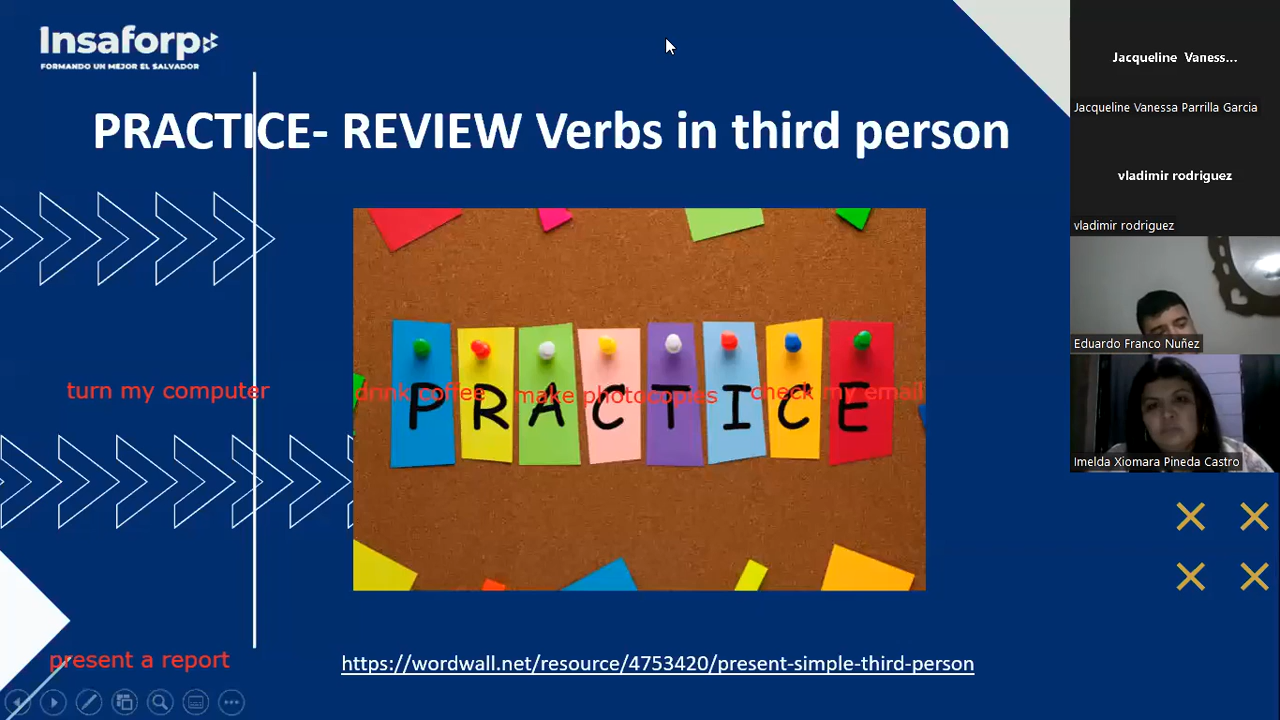 Insaforp
FORMANDO UN MEJOR EL SALVADOR
PRACTICE- REVIEW Verbs in third person
turn my computer
drink coffee
make photocopies
check my email
PRACTICE
present a report
https://wordwall.net/resource/4753420/present-simple-third-person
Jacqueline Vaness...
Jacqueline Vanessa Parrilla Garcia
vladimir rodriguez
vladimir rodriguez
Eduardo Franco Nuñez
Imelda Xiomara Pineda Castro